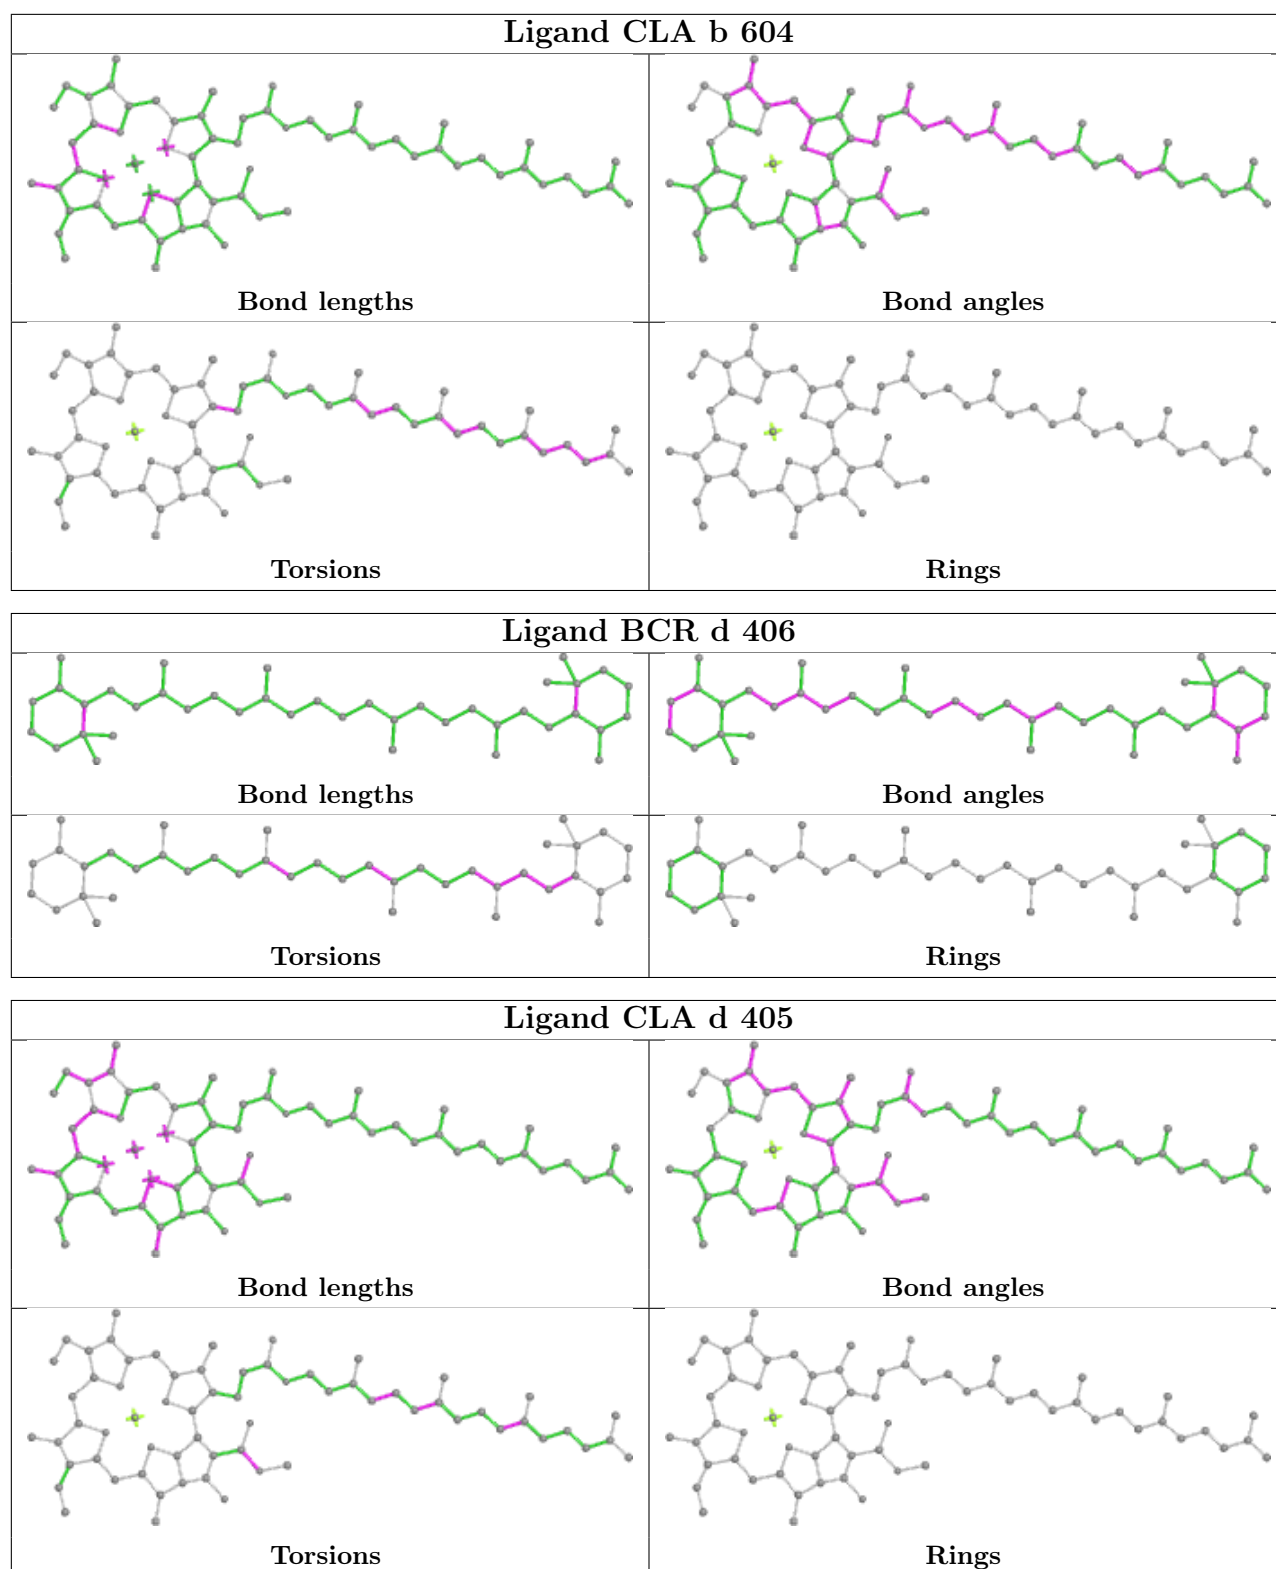 Ligand CLA b 604
Bond lengths
Bond angles
Torsions
Rings
Ligand BCR d 406
Bond lengths
Bond angles
Torsions
Rings
Ligand CLA d 405
Bond lengths
Bond angles
Torsions
Rings